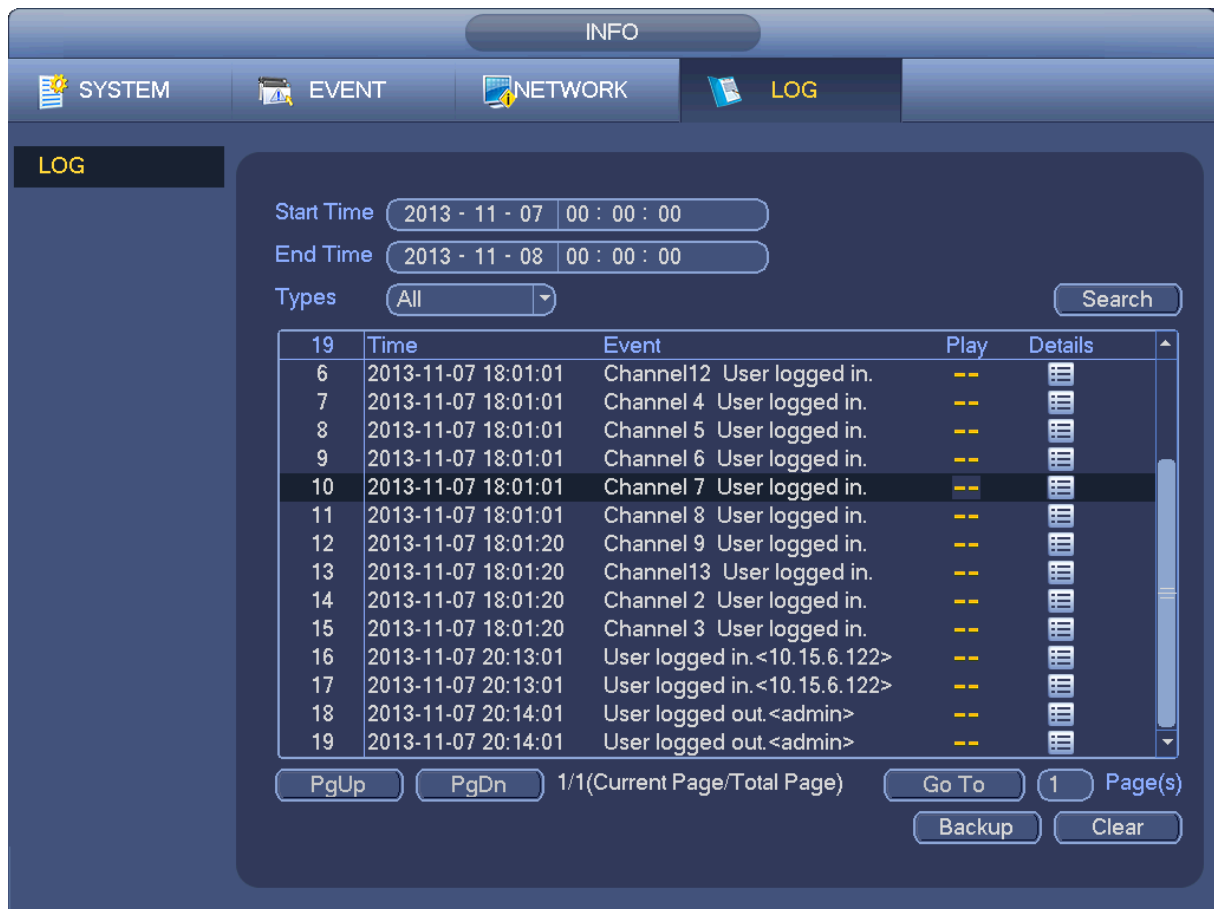 INFO
SYSTEM EVENT NETWORK LOG
LOG
Start Time 2013 - 11 - 07 00 : 00 : 00
End Time 2013 - 11 - 08 00 : 00 : 00
Types All Search
19 Time Event Play Details
6 2013-11-07 18:01:01 Channel12 User logged in. --
7 2013-11-07 18:01:01 Channel 4 User logged in. --
8 2013-11-07 18:01:01 Channel 5 User logged in. --
9 2013-11-07 18:01:01 Channel 6 User logged in. --
10 2013-11-07 18:01:01 Channel 7 User logged in. --
11 2013-11-07 18:01:01 Channel 8 User logged in. --
12 2013-11-07 18:01:20 Channel 9 User logged in. --
13 2013-11-07 18:01:20 Channel13 User logged in. --
14 2013-11-07 18:01:20 Channel 2 User logged in. --
15 2013-11-07 18:01:20 Channel 3 User logged in. --
16 2013-11-07 20:13:01 User logged in.<10.15.6.122> --
17 2013-11-07 20:13:01 User logged in.<10.15.6.122> --
18 2013-11-07 20:14:01 User logged out.<admin> --
19 2013-11-07 20:14:01 User logged out.<admin> --
PgUp PgDn 1/1(Current Page/Total Page) Go To 1 Page(s)
Backup Clear